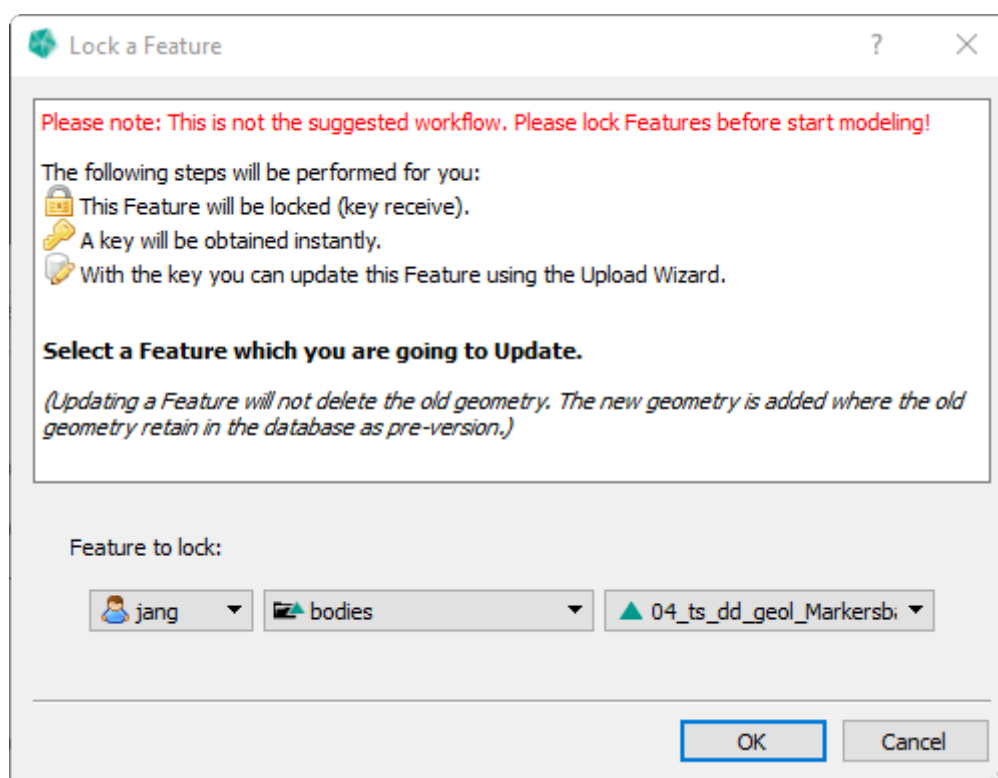 Lock a Feature
Please note: This is not the suggested workflow. Please lock Features before start modeling!
The following steps will be performed for you:
This Feature will be locked (key receive).
A key will be obtained instantly.
With the key you can update this Feature using the Upload Wizard.
Select a Feature which you are going to Update.
(Updating a Feature will not delete the old geometry. The new geometry is added where the old
geometry retain in the database as pre-version.)
Feature to lock:
jang bodies 04_ts_dd_geol_Markersba
OK Cancel